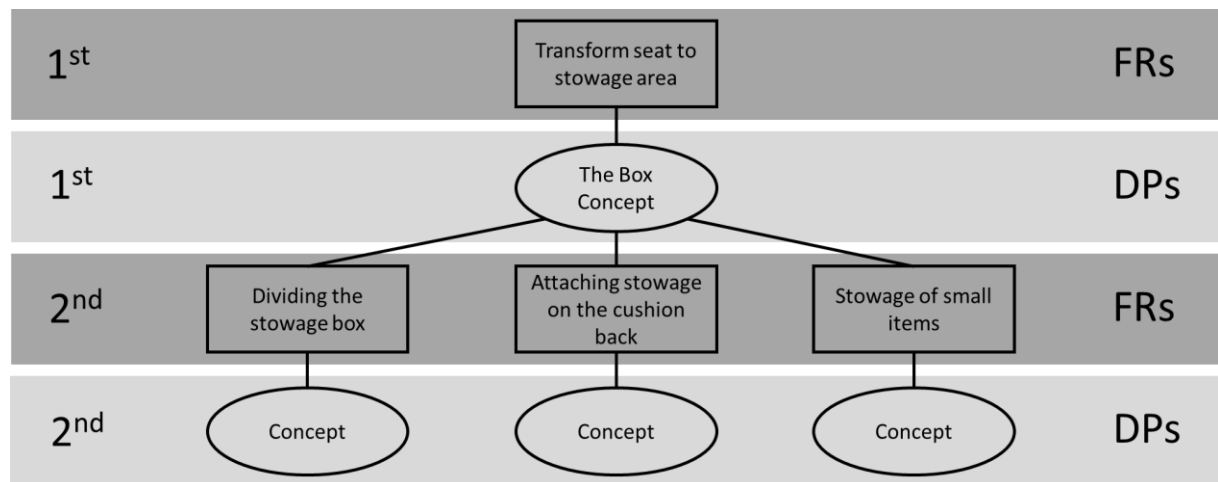 1st
Transform seat to
stowage area
FRs
1st
The Box
Concept
DPs
2nd
Dividing the
stowage box
Attaching stowage
on the cushion
back
Stowage of small
items
FRs
2nd
Concept
Concept
Concept
DPs